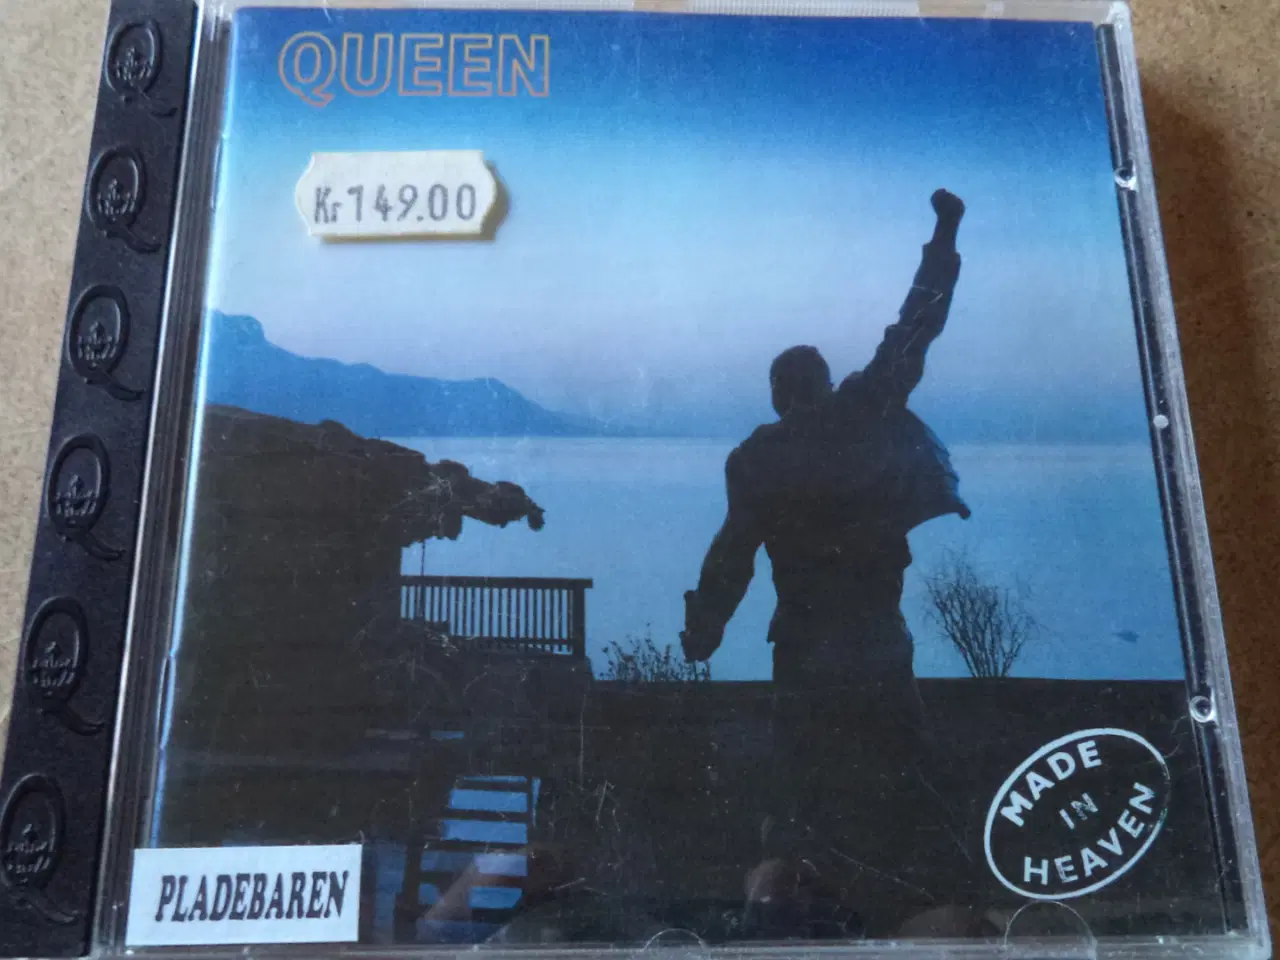 QUEEN
Kr 149.00
MADE
IN
HEAVEN
PLADEBAREN